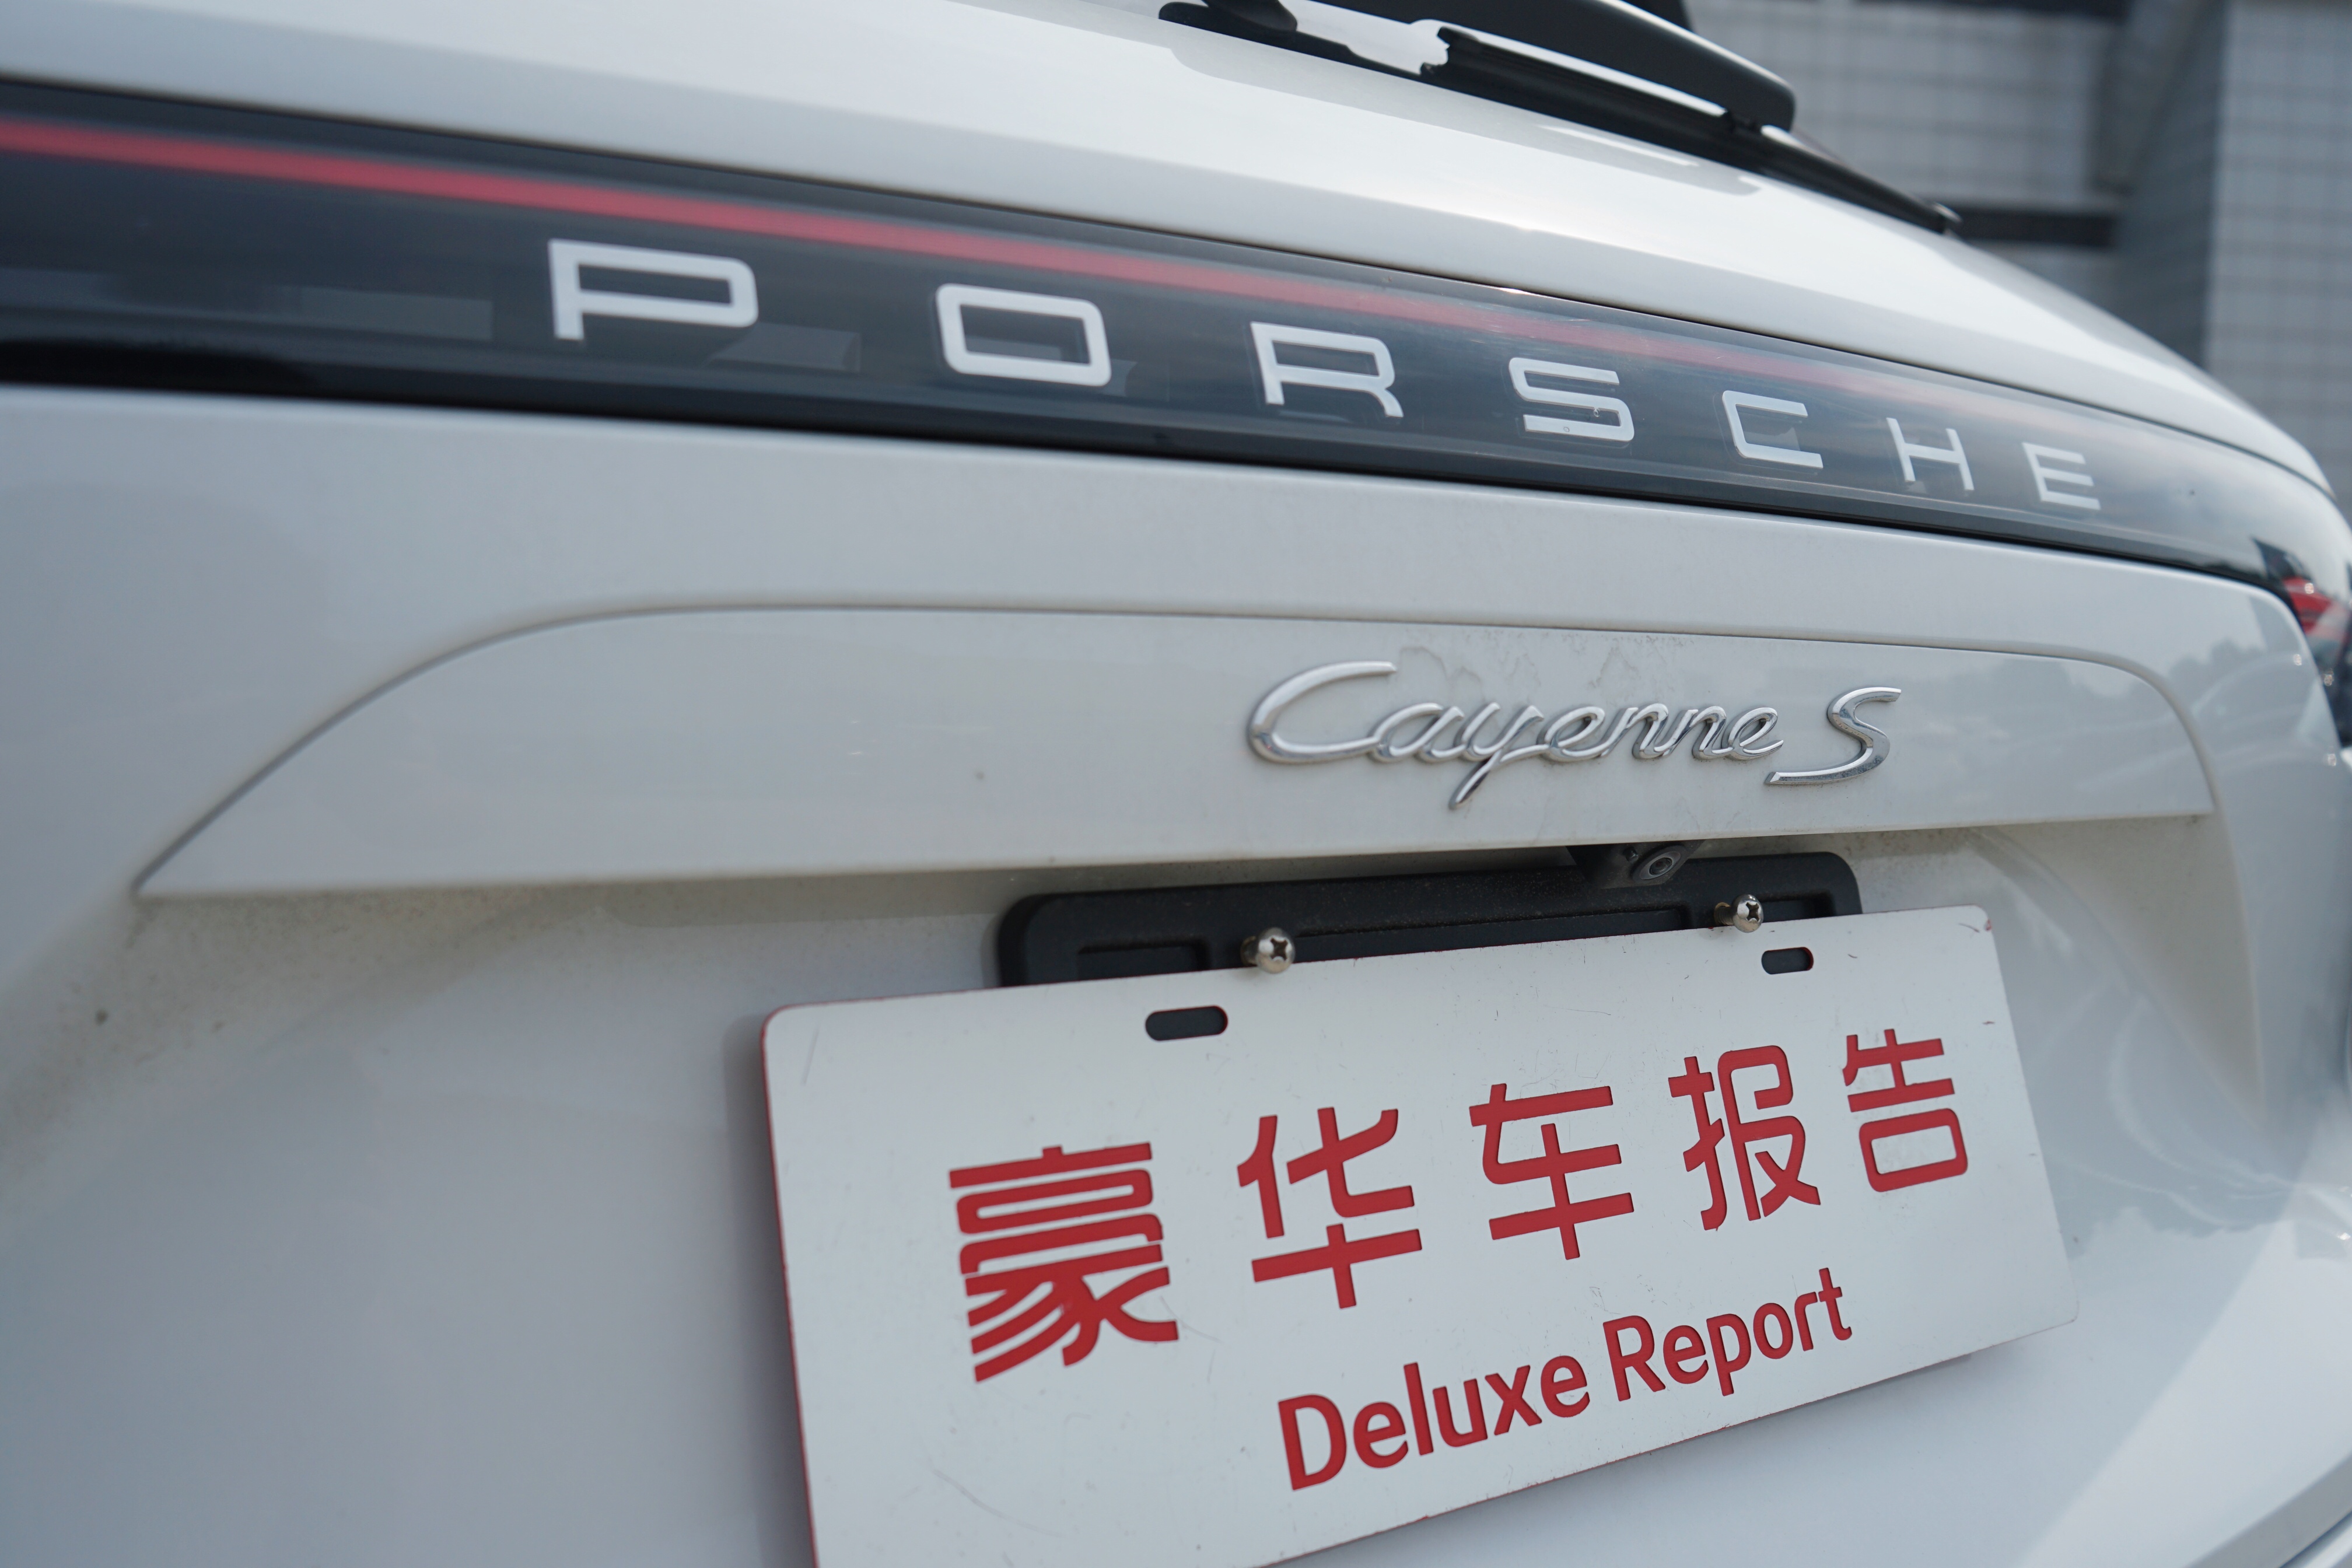 PORSCHE
Cayenne S
豪华车报告
Deluxe Report